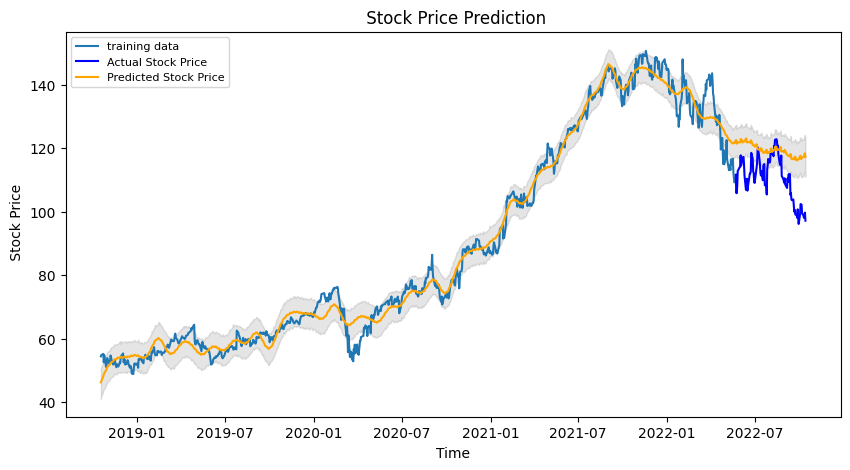 Stock Price Prediction
training data
Actual Stock Price
Predicted Stock Price
Stock Price
140
120
100
80
60
40
2019-01 2019-07 2020-01 2020-07 2021-01 2021-07 2022-01 2022-07
Time